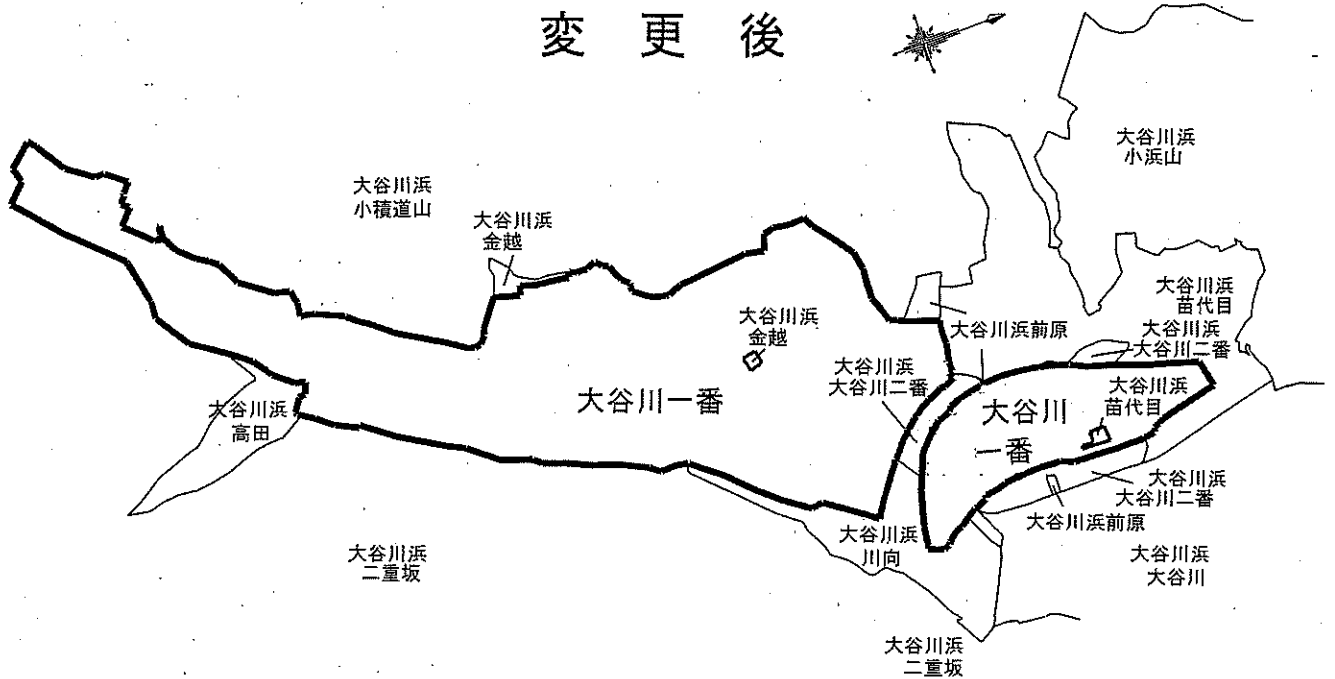 変更後
大谷川浜
小浜山
大谷川浜
小積道山
大谷川浜
金越
大谷川浜
苗代目
大谷川浜
金越
大谷川浜前原
大谷川浜
大谷川二番
大谷川浜
大谷川二番
大谷川浜
苗代目
大谷川一番
大谷川
一番
大谷川浜
高田
大谷川浜
大谷川二番
大谷川浜前原
大谷川浜
川向
大谷川浜
二重坂
大谷川浜
大谷川
大谷川浜
二重坂